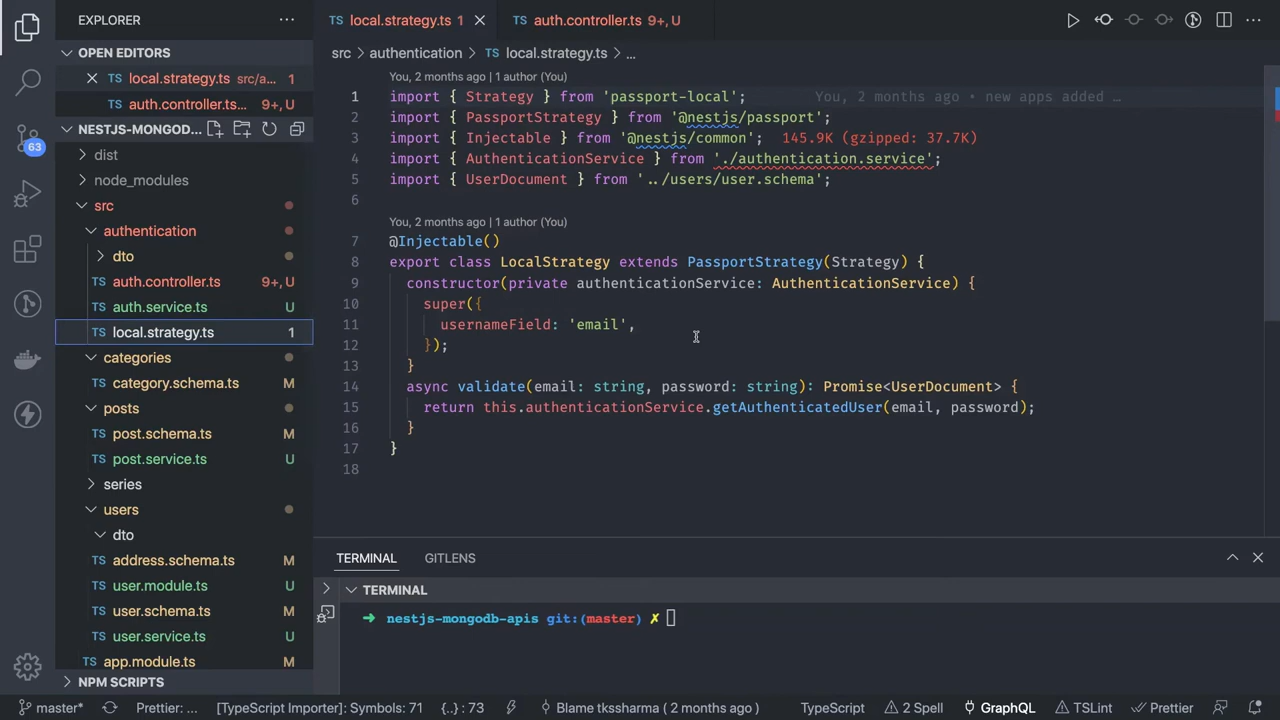 EXPLORER
OPEN EDITORS
TS local.strategy.ts src/a... 1
TS auth.controller.ts... 9+, U
NESTJS-MONGOD...
dist
node_modules
src
authentication
dto
TS auth.controller.ts 9+, U
TS auth.service.ts U
TS local.strategy.ts 1
categories
TS category.schema.ts M
posts
TS post.schema.ts M
TS post.service.ts U
series
users
dto
TS address.schema.ts M
TS user.module.ts U
TS user.schema.ts M
TS user.service.ts U
TS app.module.ts M
NPM SCRIPTS
63
TS local.strategy.ts 1
TS auth.controller.ts 9+, U
src > authentication > TS local.strategy.ts > ...
You, 2 months ago | 1 author (You)
1 import { Strategy } from 'passport-local'; You, 2 months ago • new apps added …
2 import { PassportStrategy } from '@nestjs/passport';
3 import { Injectable } from '@nestjs/common'; 145.9K (gzipped: 37.7K)
4 import { AuthenticationService } from './authentication.service';
5 import { UserDocument } from '../users/user.schema';
6
You, 2 months ago | 1 author (You)
7 @Injectable()
8 export class LocalStrategy extends PassportStrategy(Strategy) {
9 constructor(private authenticationService: AuthenticationService) {
10 super({
11 usernameField: 'email',
12 });
13 }
14 async validate(email: string, password: string): Promise<UserDocument> {
15 return this.authenticationService.getAuthenticatedUser(email, password);
16 }
17 }
18
TERMINAL GITLENS
TERMINAL
➜ nestjs-mongodb-apis git:(master) ✗
master* Prettier: ... [TypeScript Importer]: Symbols: 71 {..} : 73 Blame tkssharma ( 2 months ago ) TypeScript 2 Spell GraphQL TSLint Prettier